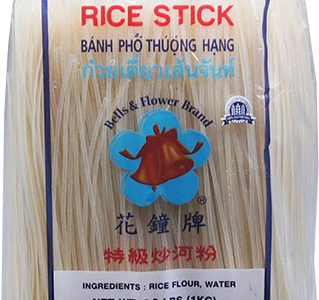 RICE STICK
BÁNH PHỞ THƯỢNG HẠNG
ก๋วยเตี๋ยวเส้นจันท์
Bells & Flower Brand
®
花鐘牌
特級炒河粉
INGREDIENTS : RICE FLOUR, WATER
(1KG)